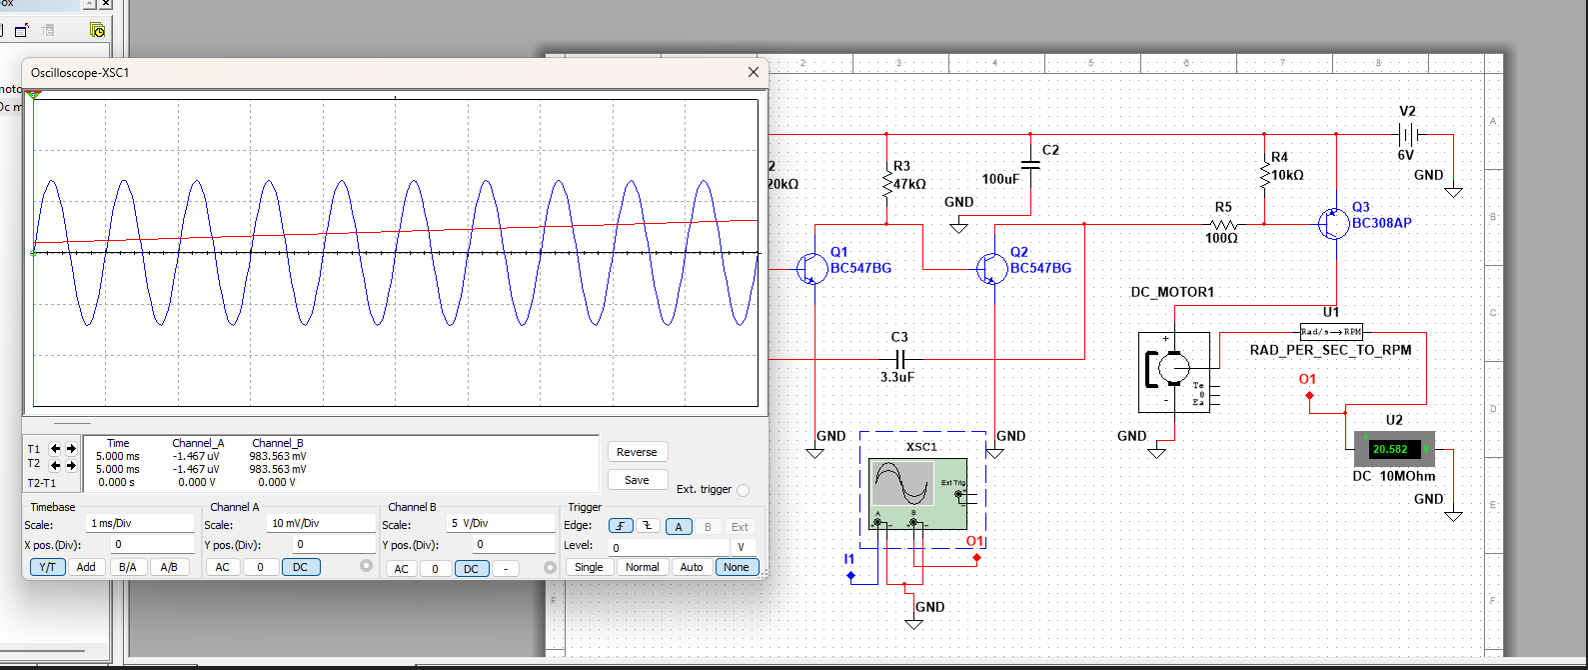 box
Oscilloscope-XSC1
moto
Dc m
T1
T2
T2-T1
Time Channel_A Channel_B
5.000 ms -1.467 uV 983.563 mV
5.000 ms -1.467 uV 983.563 mV
0.000 s 0.000 V 0.000 V
Reverse
Save
Ext. trigger
Timebase
Scale: 1 ms/Div
X pos.(Div): 0
Y/T Add B/A A/B
Channel A
Scale: 10 mV/Div
Y pos.(Div): 0
AC 0 DC
Channel B
Scale: 5 V/Div
Y pos.(Div): 0
AC 0 DC -
Trigger
Edge: A B Ext
Level: 0 V
Single Normal Auto None
2 3 4 5 6 7 8
A
B
C
D
E
F
V2
6V
GND
2
20kΩ
R3
47kΩ
C2
100uF
GND
R4
10kΩ
R5
100Ω
Q3
BC308AP
Q1
BC547BG
Q2
BC547BG
DC_MOTOR1
+
-
Te
θ
Ea
U1
Rad/s→RPM
RAD_PER_SEC_TO_RPM
C3
3.3uF
O1
U2
20.582 V
DC 10MOhm
GND
GND
GND
GND
XSC1
Ext Trig
A B
I1
O1
GND
F